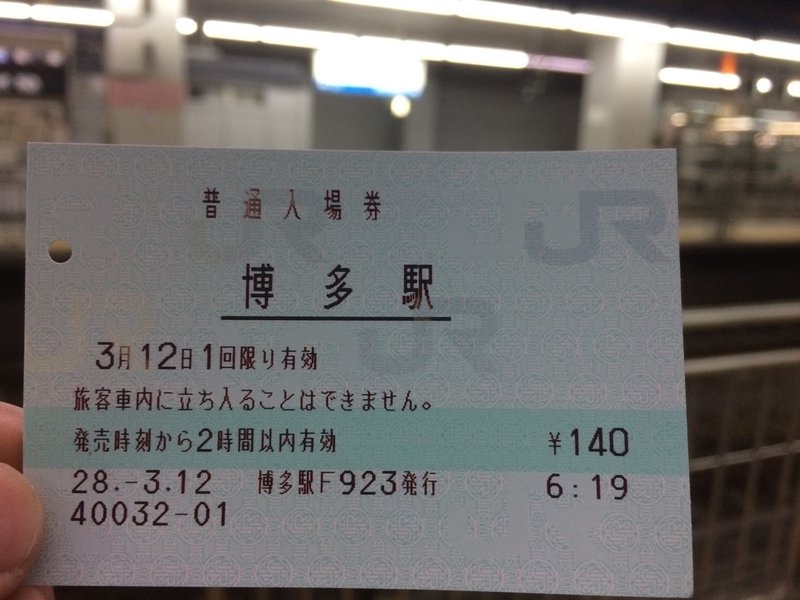 普通入場券
JR
博多駅
JR
3月12日1回限り有効
旅客車内に立ち入ることはできません。
発売時刻から2時間以内有効 ¥140
28.-3.12 博多駅F923発行 6:19
40032-01